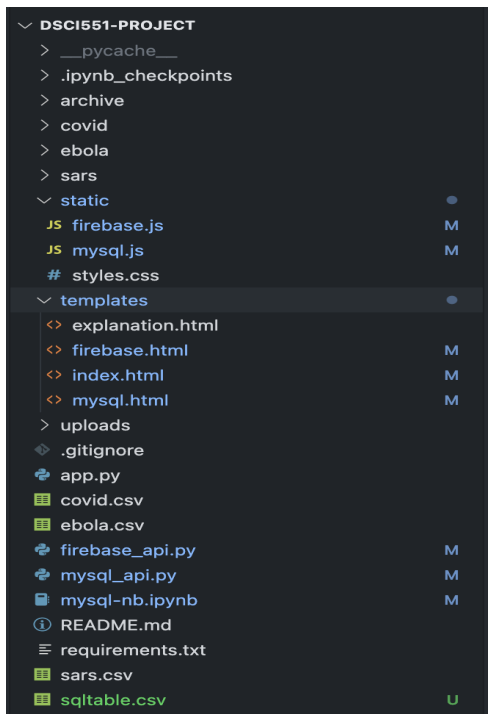 DSCI551-PROJECT
__pycache__
.ipynb_checkpoints
archive
covid
ebola
sars
static
JS firebase.js M
JS mysql.js M
# styles.css
templates
<> explanation.html
<> firebase.html M
<> index.html M
<> mysql.html M
uploads
.gitignore
app.py
covid.csv
ebola.csv
firebase_api.py M
mysql_api.py M
mysql-nb.ipynb M
README.md
requirements.txt
sars.csv
sqltable.csv U